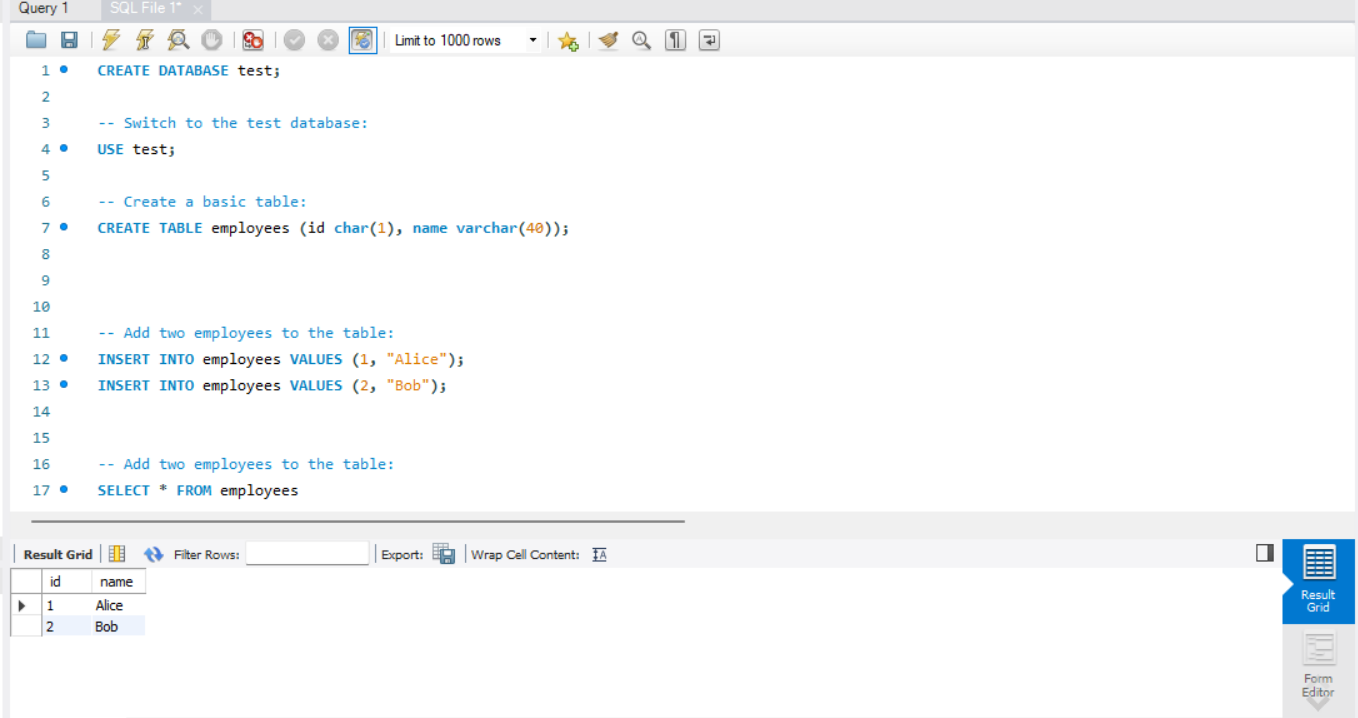 Query 1 SQL File 1* ×
Limit to 1000 rows
1 CREATE DATABASE test;
2
3 -- Switch to the test database:
4 USE test;
5
6 -- Create a basic table:
7 CREATE TABLE employees (id char(1), name varchar(40));
8
9
10
11 -- Add two employees to the table:
12 INSERT INTO employees VALUES (1, "Alice");
13 INSERT INTO employees VALUES (2, "Bob");
14
15
16 -- Add two employees to the table:
17 SELECT * FROM employees
Result Grid Filter Rows: Export: Wrap Cell Content:
id name
1 Alice
2 Bob
Result
Grid
Form
Editor